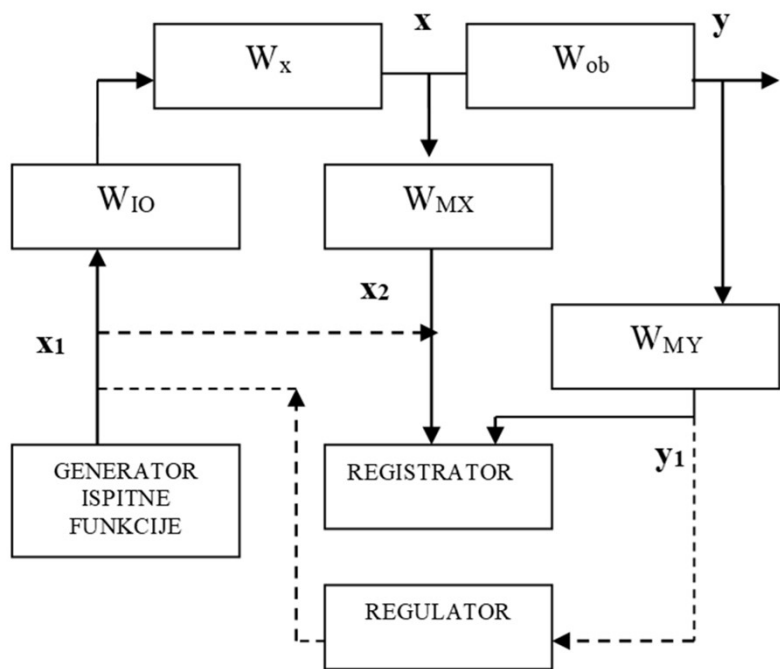 x
y
Wx
Wob
WIO
WMX
x2
x1
WMY
GENERATOR
ISPITNE
FUNKCIJE
REGISTRATOR
y1
REGULATOR